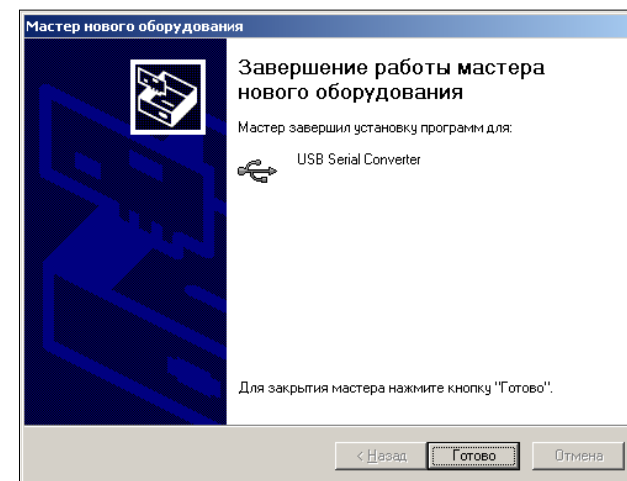 Мастер нового оборудования
Завершение работы мастера
нового оборудования
Мастер завершил установку программ для:
USB Serial Converter
Для закрытия мастера нажмите кнопку "Готово".
< Назад
Готово
Отмена